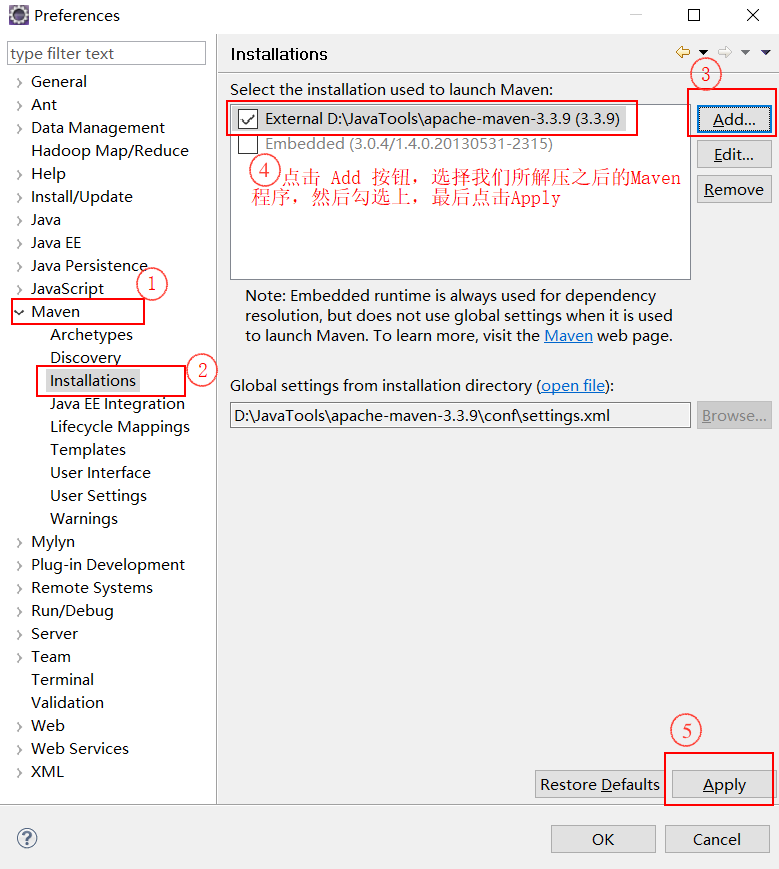 Preferences
type filter text
General
Ant
Data Management
Hadoop Map/Reduce
Help
Install/Update
Java
Java EE
Java Persistence
JavaScript
①
Maven
Archetypes
Discovery
Installations
②
Java EE Integration
Lifecycle Mappings
Templates
User Interface
User Settings
Warnings
Mylyn
Plug-in Development
Remote Systems
Run/Debug
Server
Team
Terminal
Validation
Web
Web Services
XML
Installations
Select the installation used to launch Maven:
③
External D:\JavaTools\apache-maven-3.3.9 (3.3.9)
Embedded (3.0.4/1.4.0.20130531-2315)
④点击 Add 按钮，选择我们所解压之后的Maven
程序，然后勾选上，最后点击Apply
Add...
Edit...
Remove
Note: Embedded runtime is always used for dependency
resolution, but does not use global settings when it is used
to launch Maven. To learn more, visit the Maven web page.
Global settings from installation directory (open file):
D:\JavaTools\apache-maven-3.3.9\conf\settings.xml
Browse...
⑤
Restore Defaults
Apply
?
OK
Cancel